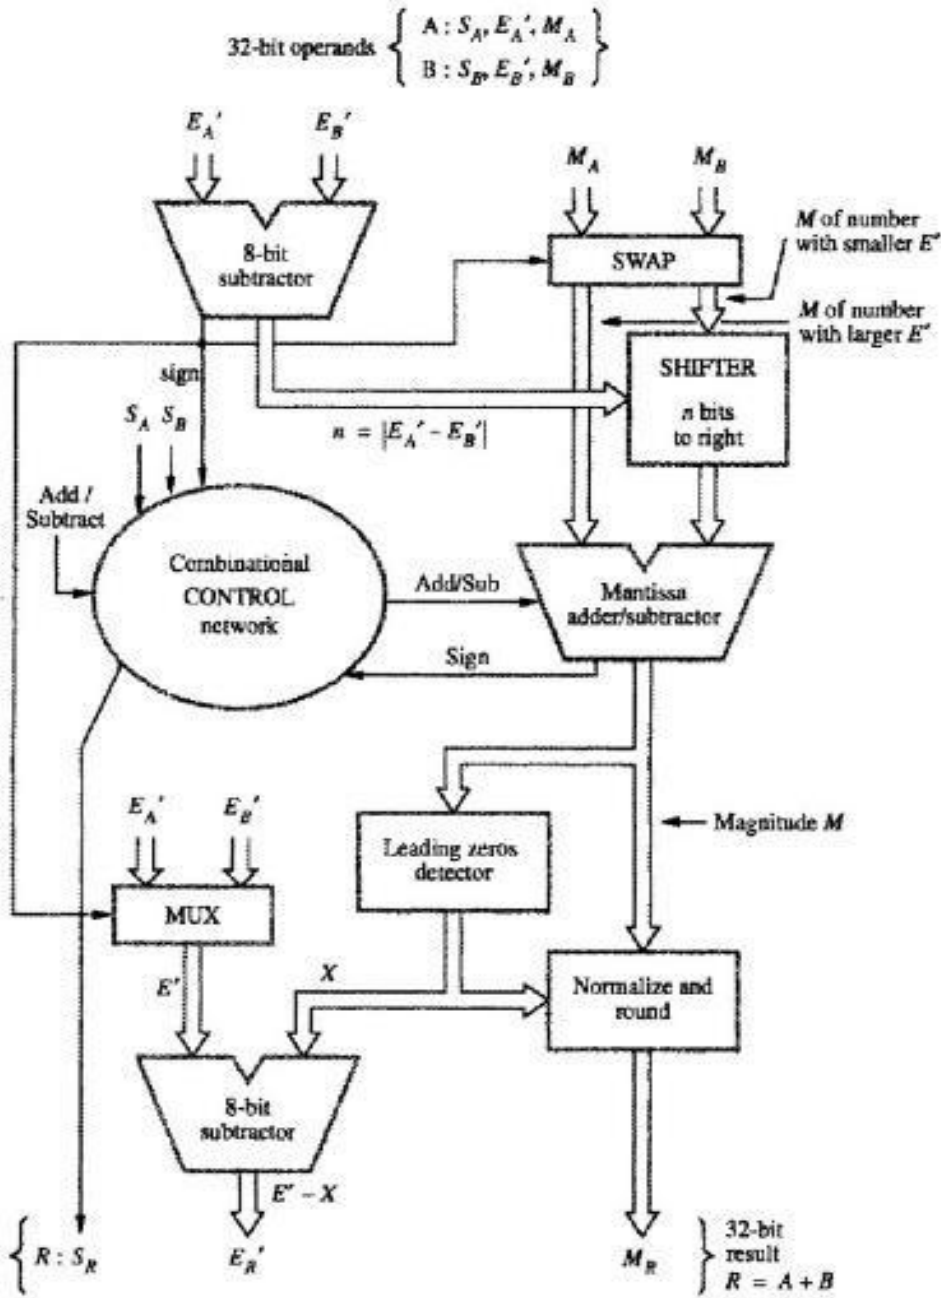 32-bit operands
A : S_A, E_A', M_A
B : S_B, E_B', M_B
E_A'
E_B'
M_A
M_B
M of number
with smaller E'
8-bit
subtractor
SWAP
M of number
with larger E'
sign
SHIFTER
n bits
to right
S_A S_B
n = |E_A' - E_B'|
Add /
Subtract
Combinational
CONTROL
network
Add/Sub
Mantissa
adder/subtractor
Sign
E_A'
E_B'
Leading zeros
detector
Magnitude M
MUX
E'
X
Normalize and
round
8-bit
subtractor
E' - X
R : S_R
E_R'
M_R
32-bit
result
R = A + B